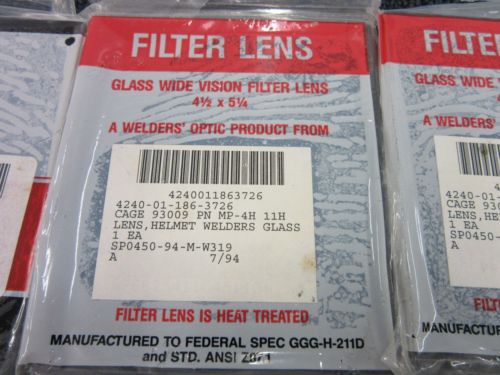 FILTER LENS
GLASS WIDE VISION FILTER LENS
4½ x 5¼
A WELDERS' OPTIC PRODUCT FROM
4240011863726
4240-01-186-3726
CAGE 93009 PN MP-4H 11H
LENS,HELMET WELDERS GLASS
1 EA
SP0450-94-M-W319
A 7/94
FILTER LENS IS HEAT TREATED
MANUFACTURED TO FEDERAL SPEC GGG-H-211D
and STD. ANSI
FILTER
GLASS WIDE
4½
A WELDERS'
4240-01
CAGE 930
LENS,HE
1 EA
SP0450-
A